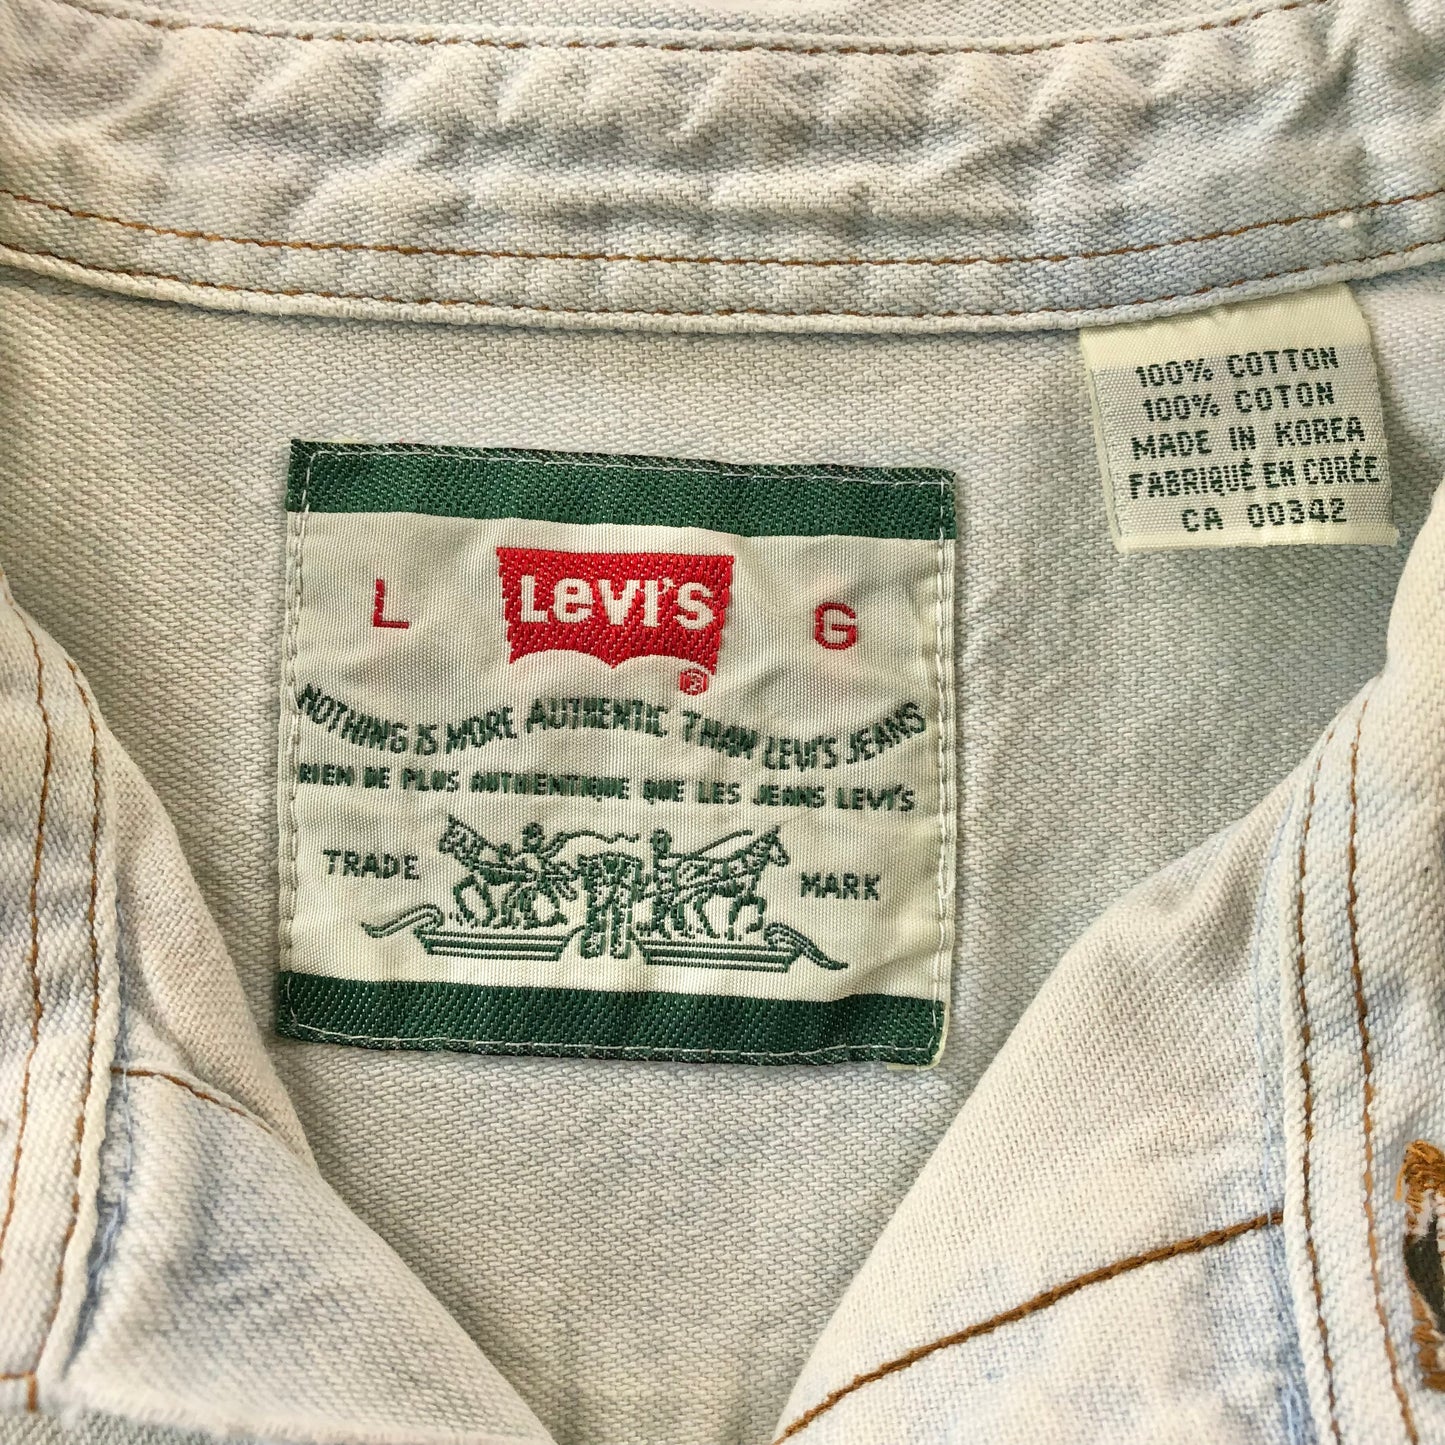 100% COTTON
100% COTON
MADE IN KOREA
FABRIQUÉ EN CORÉE
CA 00342
L LEVI'S G
®
NOTHING IS MORE AUTHENTIC THAN LEVI'S JEANS
RIEN DE PLUS AUTHENTIQUE QUE LES JEANS LEVI'S
TRADE MARK